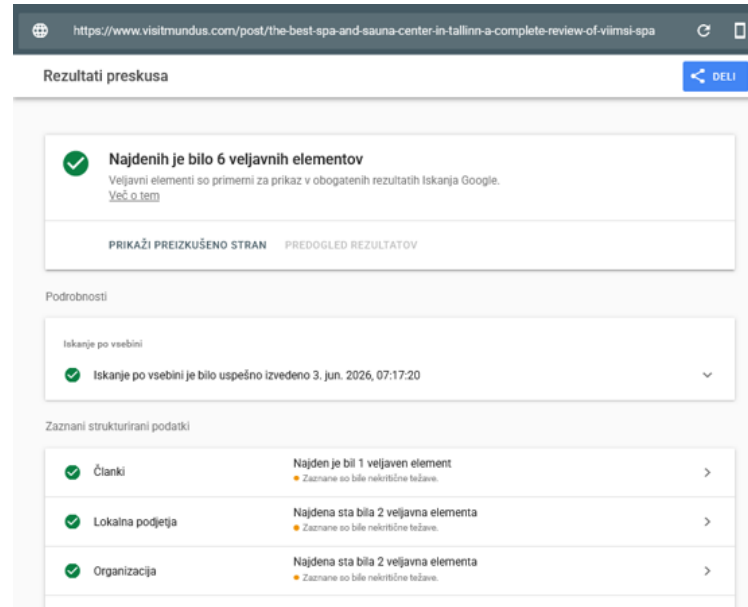 https://www.visitmundus.com/post/the-best-spa-and-sauna-center-in-tallinn-a-complete-review-of-viimsi-spa
Rezultati preskusa
DELI
Najdenih je bilo 6 veljavnih elementov
Veljavni elementi so primerni za prikaz v obogatenih rezultatih Iskanja Google.
Več o tem
PRIKAŽI PREIZKUŠENO STRAN PREDOGLED REZULTATOV
Podrobnosti
Iskanje po vsebini
Iskanje po vsebini je bilo uspešno izvedeno 3. jun. 2026, 07:17:20
Zaznani strukturirani podatki
Članki
Najden je bil 1 veljaven element
Zaznane so bile nekritične težave.
Lokalna podjetja
Najdena sta bila 2 veljavna elementa
Zaznane so bile nekritične težave.
Organizacija
Najdena sta bila 2 veljavna elementa
Zaznane so bile nekritične težave.